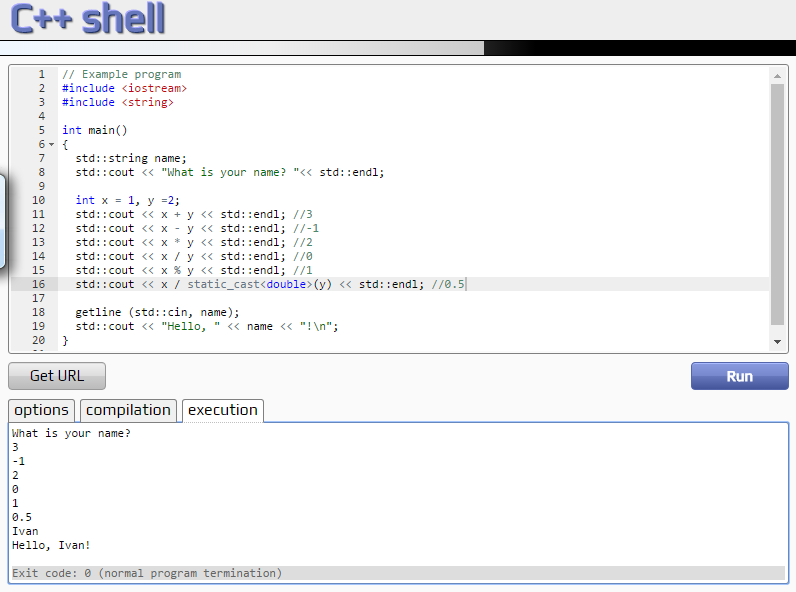 C++ shell
1 // Example program
2 #include <iostream>
3 #include <string>
4
5 int main()
6 {
7   std::string name;
8   std::cout << "What is your name? "<< std::endl;
9
10   int x = 1, y =2;
11   std::cout << x + y << std::endl; //3
12   std::cout << x - y << std::endl; //-1
13   std::cout << x * y << std::endl; //2
14   std::cout << x / y << std::endl; //0
15   std::cout << x % y << std::endl; //1
16   std::cout << x / static_cast<double>(y) << std::endl; //0.5
17
18   getline (std::cin, name);
19   std::cout << "Hello, " << name << "!\n";
20 }
Get URL
Run
options compilation execution
What is your name?
3
-1
2
0
1
0.5
Ivan
Hello, Ivan!
Exit code: 0 (normal program termination)